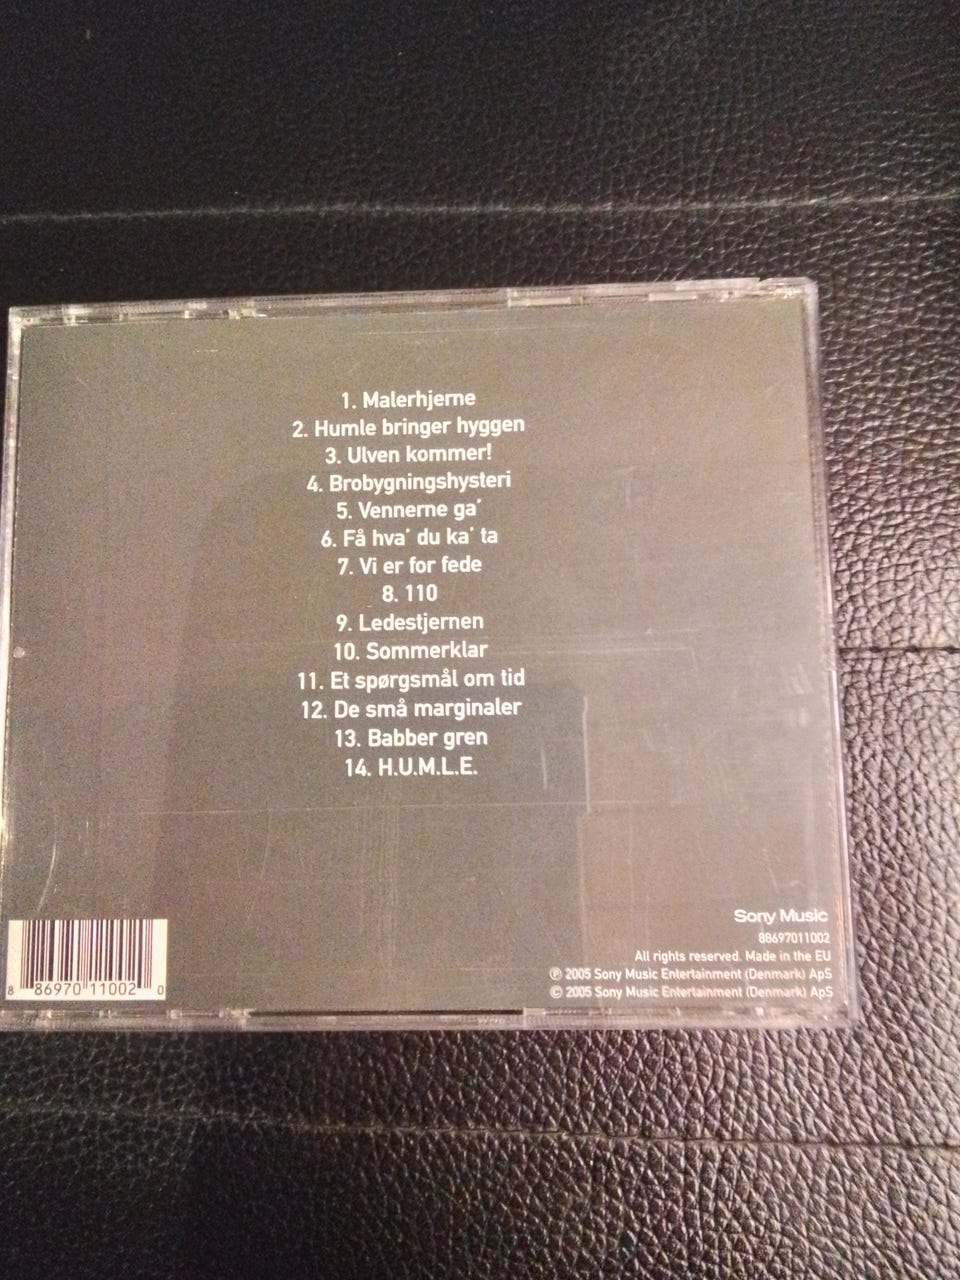 1. Malerhjerne
2. Humle bringer hyggen
3. Ulven kommer!
4. Brobygningshysteri
5. Vennerne ga'
6. Få hva' du ka' ta
7. Vi er for fede
8. 110
9. Ledestjernen
10. Sommerklar
11. Et spørgsmål om tid
12. De små marginaler
13. Babber gren
14. H.U.M.L.E.
Sony Music
88697011002
All rights reserved. Made in the EU
℗ 2005 Sony Music Entertainment (Denmark) ApS
© 2005 Sony Music Entertainment (Denmark) ApS
8 86970 11002 0